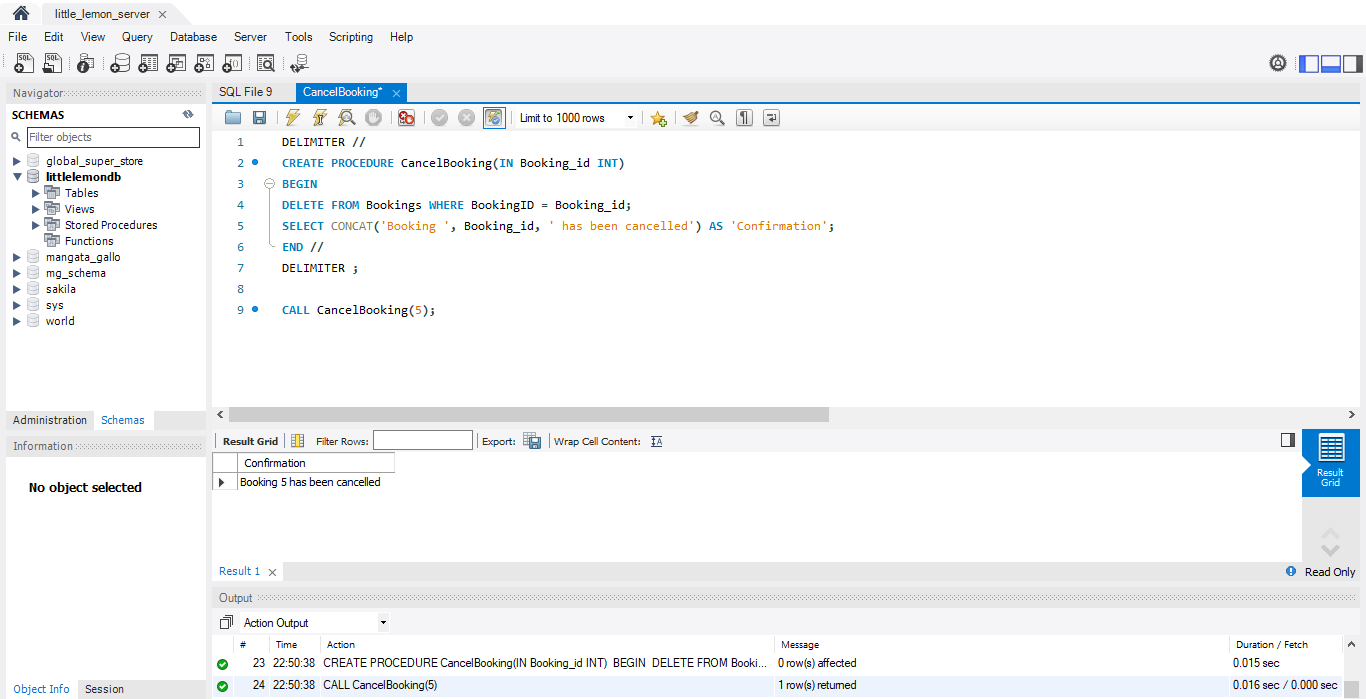 little_lemon_server
File Edit View Query Database Server Tools Scripting Help
Navigator
SCHEMAS
Filter objects
global_super_store
littlelemondb
Tables
Views
Stored Procedures
Functions
mangata_gallo
mg_schema
sakila
sys
world
Administration Schemas
Information
No object selected
Object Info Session
SQL File 9 CancelBooking*
Limit to 1000 rows
1 DELIMITER //
2 CREATE PROCEDURE CancelBooking(IN Booking_id INT)
3 BEGIN
4 DELETE FROM Bookings WHERE BookingID = Booking_id;
5 SELECT CONCAT('Booking ', Booking_id, ' has been cancelled') AS 'Confirmation';
6 END //
7 DELIMITER ;
8
9 CALL CancelBooking(5);
Result Grid Filter Rows: Export: Wrap Cell Content:
Confirmation
Booking 5 has been cancelled
Result Grid
Result 1
Read Only
Output
Action Output
# Time Action Message Duration / Fetch
23 22:50:38 CREATE PROCEDURE CancelBooking(IN Booking_id INT) BEGIN DELETE FROM Booki... 0 row(s) affected 0.015 sec
24 22:50:38 CALL CancelBooking(5) 1 row(s) returned 0.016 sec / 0.000 sec